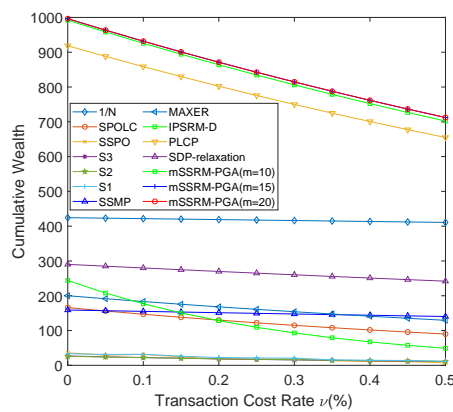 Cumulative Wealth
1000
900
800
700
600
500
400
300
200
100
0
1/N
SPOLC
SSPO
S3
S2
S1
SSMP
MAXER
IPSRM-D
PLCP
SDP-relaxation
mSSRM-PGA(m=10)
mSSRM-PGA(m=15)
mSSRM-PGA(m=20)
0 0.1 0.2 0.3 0.4 0.5
Transaction Cost Rate ν(%)